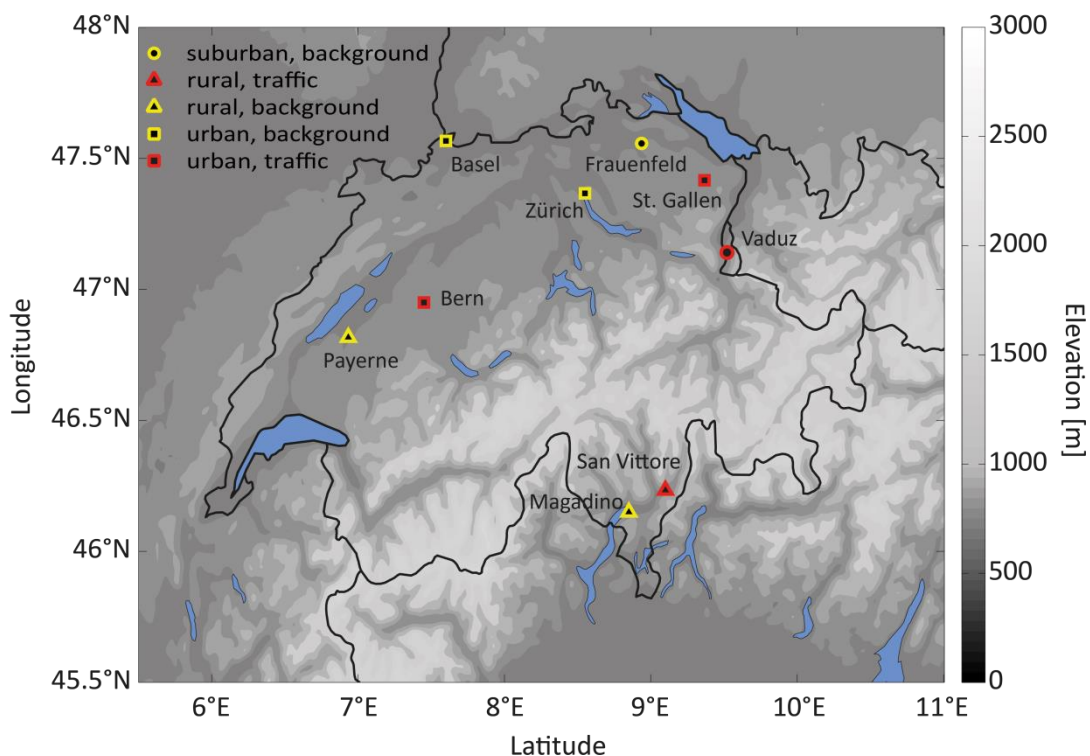 48°N
47.5°N
47°N
46.5°N
46°N
45.5°N
Longitude
suburban, background
rural, traffic
rural, background
urban, background
urban, traffic
Basel
Frauenfeld
Zürich
St. Gallen
Vaduz
Bern
Payerne
San Vittore
Magadino
6°E
7°E
8°E
9°E
10°E
11°E
Latitude
3000
2500
2000
1500
1000
500
0
Elevation [m]